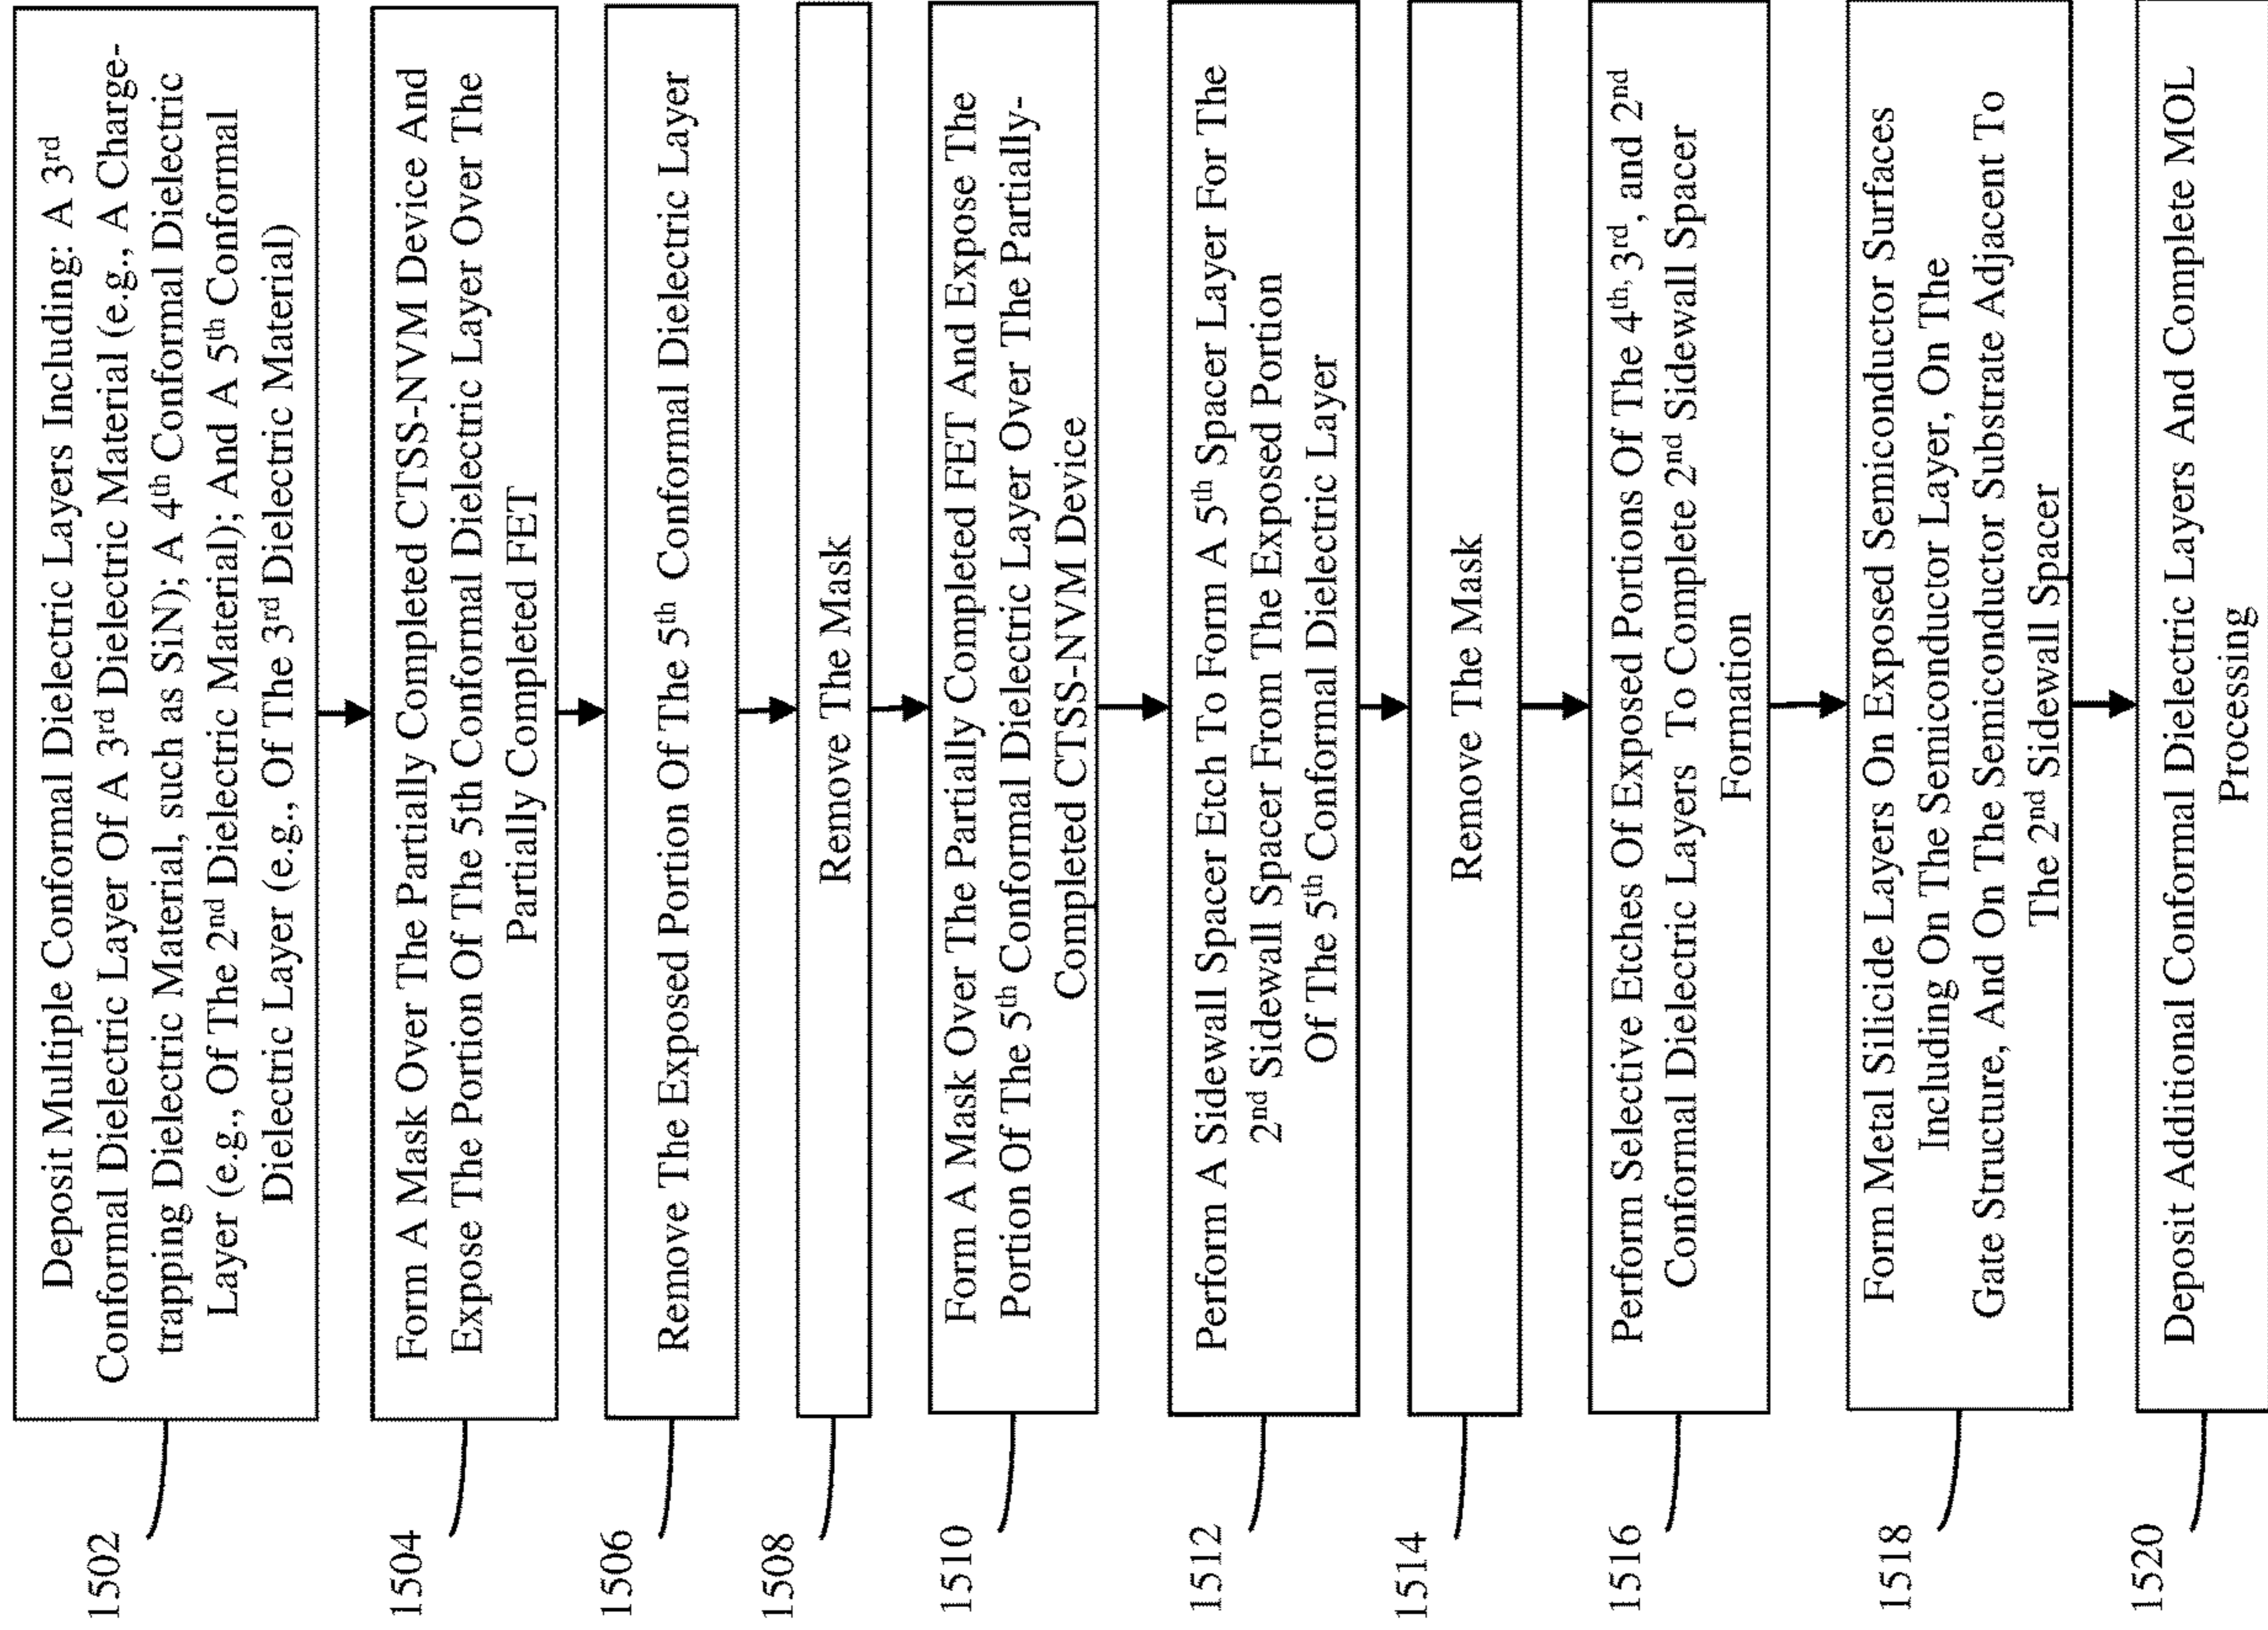 1502
Deposit Multiple Conformal Dielectric Layers Including: A 3rd
Conformal Dielectric Layer Of A 3rd Dielectric Material (e.g., A Charge-
trapping Dielectric Material, such as SiN); A 4th Conformal Dielectric
Layer (e.g., Of The 2nd Dielectric Material); And A 5th Conformal
Dielectric Layer (e.g., Of The 3rd Dielectric Material)
1504
Form A Mask Over The Partially Completed CTSS-NVM Device And
Expose The Portion Of The 5th Conformal Dielectric Layer Over The
Partially Completed FET
1506
Remove The Exposed Portion Of The 5th Conformal Dielectric Layer
1508
Remove The Mask
1510
Form A Mask Over The Partially Completed FET And Expose The
Portion Of The 5th Conformal Dielectric Layer Over The Partially-
Completed CTSS-NVM Device
1512
Perform A Sidewall Spacer Etch To Form A 5th Spacer Layer For The
2nd Sidewall Spacer From The Exposed Portion
Of The 5th Conformal Dielectric Layer
1514
Remove The Mask
1516
Perform Selective Etches Of Exposed Portions Of The 4th, 3rd, and 2nd
Conformal Dielectric Layers To Complete 2nd Sidewall Spacer
Formation
1518
Form Metal Silicide Layers On Exposed Semiconductor Surfaces
Including On The Semiconductor Layer, On The
Gate Structure, And On The Semiconductor Substrate Adjacent To
The 2nd Sidewall Spacer
1520
Deposit Additional Conformal Dielectric Layers And Complete MOL
Processing